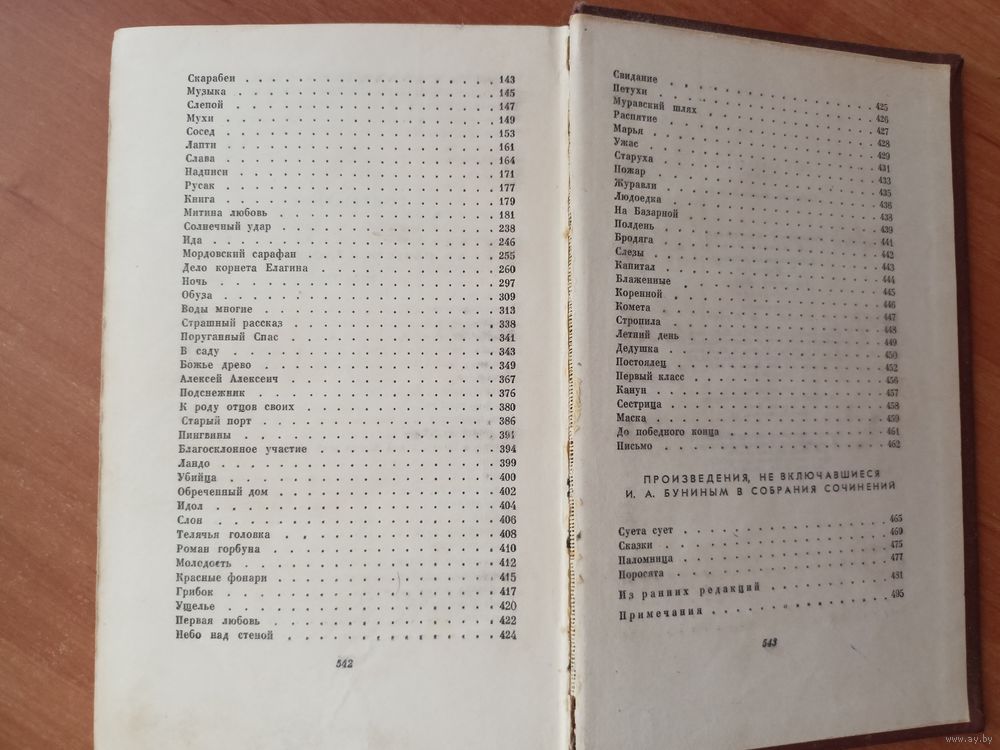 Скарабеи . . . . . . . . . . . . . . . . 143
Музыка . . . . . . . . . . . . . . . . 145
Слепой . . . . . . . . . . . . . . . . 147
Мухи . . . . . . . . . . . . . . . . 149
Сосед . . . . . . . . . . . . . . . . 153
Лапти . . . . . . . . . . . . . . . . 161
Слава . . . . . . . . . . . . . . . . 164
Надписи . . . . . . . . . . . . . . . . 171
Русак . . . . . . . . . . . . . . . . 177
Книга . . . . . . . . . . . . . . . . 179
Митина любовь . . . . . . . . . . . . . . 181
Солнечный удар . . . . . . . . . . . . . . 238
Ида . . . . . . . . . . . . . . . . 246
Мордовский сарафан . . . . . . . . . . . . 255
Дело корнета Елагина . . . . . . . . . . . . 260
Ночь . . . . . . . . . . . . . . . . 297
Обуза . . . . . . . . . . . . . . . . 309
Воды многие . . . . . . . . . . . . . . 313
Страшный рассказ . . . . . . . . . . . . . 338
Поруганный Спас . . . . . . . . . . . . . 341
В саду . . . . . . . . . . . . . . . . 343
Божье древо . . . . . . . . . . . . . . 349
Алексей Алексеич . . . . . . . . . . . . . 367
Подснежник . . . . . . . . . . . . . . 376
К роду отцов своих . . . . . . . . . . . . 380
Старый порт . . . . . . . . . . . . . . 386
Пингвины . . . . . . . . . . . . . . . 391
Благосклонное участие . . . . . . . . . . . 394
Ландо . . . . . . . . . . . . . . . . 399
Убийца . . . . . . . . . . . . . . . . 400
Обреченный дом . . . . . . . . . . . . . 402
Идол . . . . . . . . . . . . . . . . 404
Слон . . . . . . . . . . . . . . . . 406
Телячья головка . . . . . . . . . . . . . 408
Роман горбуна . . . . . . . . . . . . . . 410
Молодость . . . . . . . . . . . . . . . 412
Красные фонари . . . . . . . . . . . . . 415
Грибок . . . . . . . . . . . . . . . . 417
Ущелье . . . . . . . . . . . . . . . . 420
Первая любовь . . . . . . . . . . . . . . 422
Небо над стеной . . . . . . . . . . . . . 424
542
Свидание . . . . . . . . . . . . . . 425
Петухи . . . . . . . . . . . . . . 426
Муравский шлях . . . . . . . . . . . . 427
Распятие . . . . . . . . . . . . . . 428
Марья . . . . . . . . . . . . . . 429
Ужас . . . . . . . . . . . . . . 431
Старуха . . . . . . . . . . . . . . 433
Пожар . . . . . . . . . . . . . . 435
Журавли . . . . . . . . . . . . . . 436
Людоедка . . . . . . . . . . . . . . 438
На Базарной . . . . . . . . . . . . . 439
Полдень . . . . . . . . . . . . . . 441
Бродяга . . . . . . . . . . . . . . 442
Слезы . . . . . . . . . . . . . . 443
Капитал . . . . . . . . . . . . . . 444
Блаженные . . . . . . . . . . . . . . 445
Коренной . . . . . . . . . . . . . . 446
Комета . . . . . . . . . . . . . . 447
Стропила . . . . . . . . . . . . . . 448
Летний день . . . . . . . . . . . . . 449
Дедушка . . . . . . . . . . . . . . 450
Постоялец . . . . . . . . . . . . . . 452
Первый класс . . . . . . . . . . . . . 456
Канун . . . . . . . . . . . . . . 457
Сестрица . . . . . . . . . . . . . . 458
Маска . . . . . . . . . . . . . . 459
До победного конца . . . . . . . . . . 461
Письмо . . . . . . . . . . . . . . 462
ПРОИЗВЕДЕНИЯ, НЕ ВКЛЮЧАВШИЕСЯ
И. А. БУНИНЫМ В СОБРАНИЯ СОЧИНЕНИЙ
Суета сует . . . . . . . . . . . . . 465
Сказки . . . . . . . . . . . . . . 469
Паломница . . . . . . . . . . . . . . 475
Поросята . . . . . . . . . . . . . . 477
Из ранних редакций . . . . . . . . . . 481
Примечания . . . . . . . . . . . . . 495
543
www.ay.by